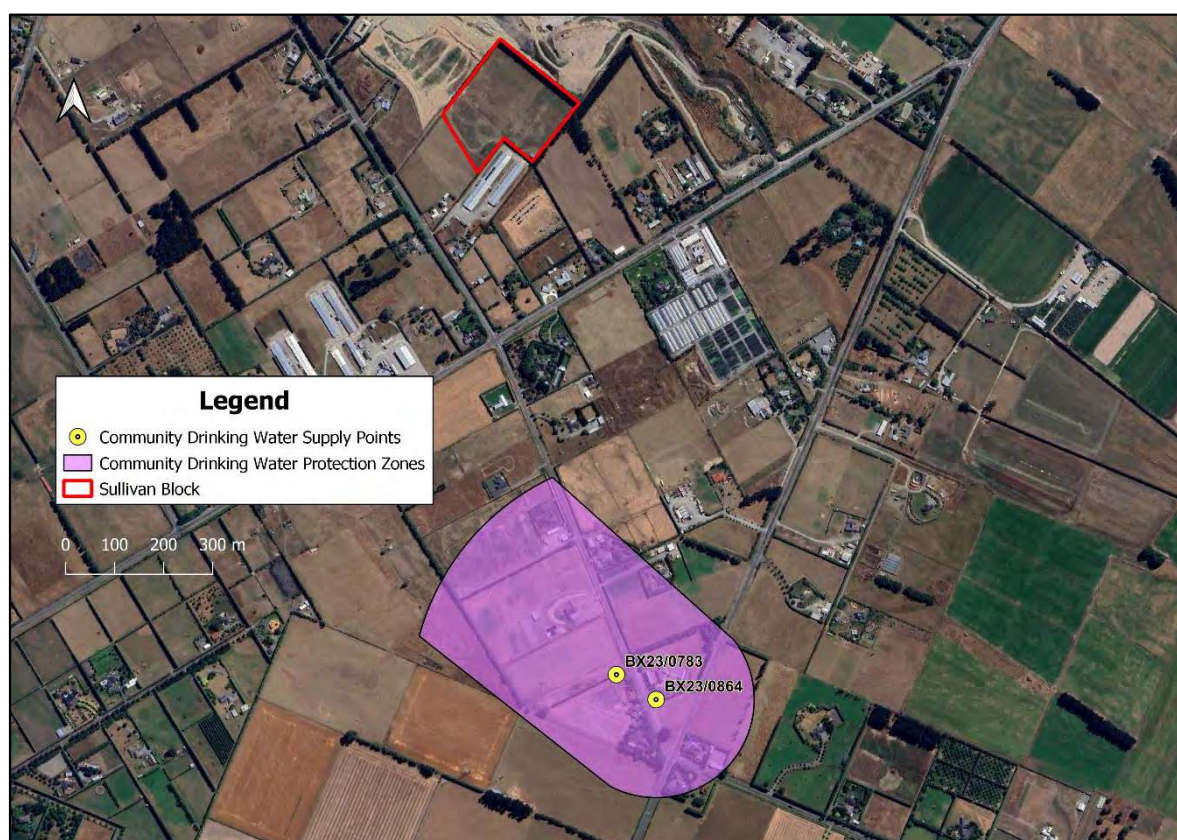 Legend
Community Drinking Water Supply Points
Community Drinking Water Protection Zones
Sullivan Block
0 100 200 300 m
BX23/0783
BX23/0864